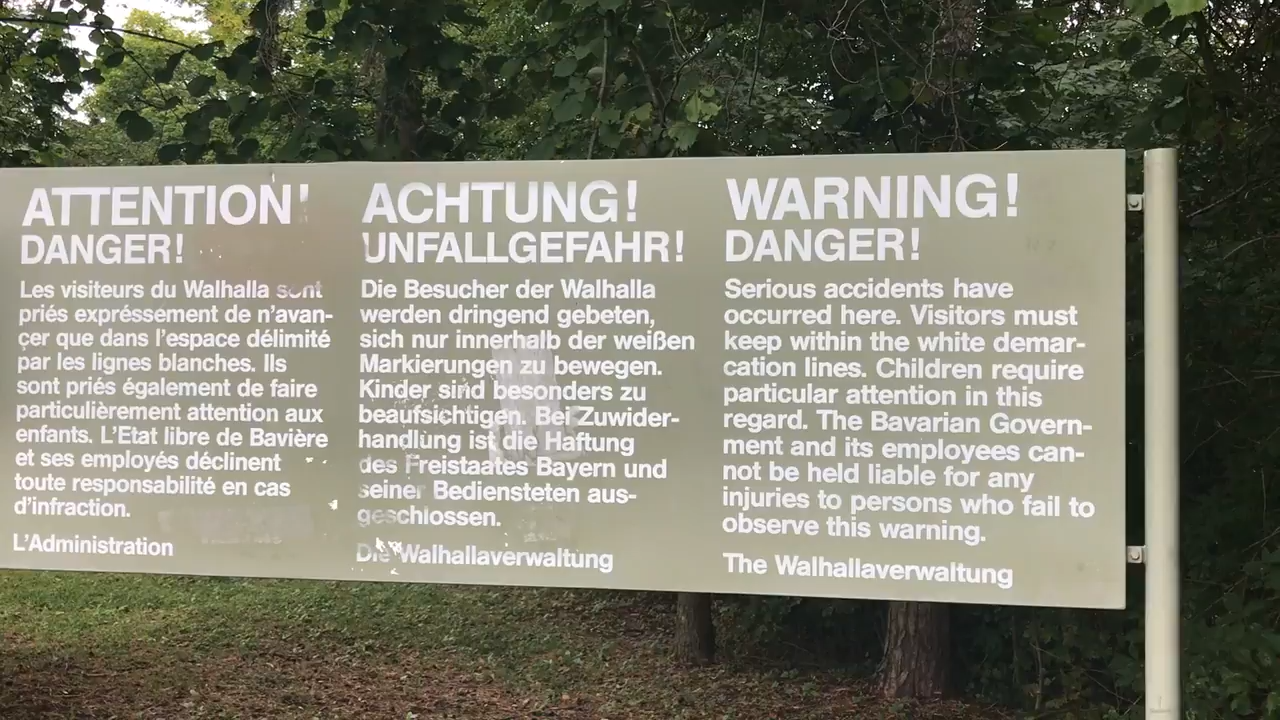 ATTENTION!
DANGER!
Les visiteurs du Walhalla sont
priés expréssement de n'avan-
çer que dans l'espace délimité
par les lignes blanches. Ils
sont priés également de faire
particulièrement attention aux
enfants. L'Etat libre de Bavière
et ses employés déclinent
toute responsabilité en cas
d'infraction.
L'Administration
ACHTUNG!
UNFALLGEFAHR!
Die Besucher der Walhalla
werden dringend gebeten,
sich nur innerhalb der weißen
Markierungen zu bewegen.
Kinder sind besonders zu
beaufsichtigen. Bei Zuwider-
handlung ist die Haftung
des Freistaates Bayern und
seiner Bediensteten aus-
geschlossen.
Die Walhallaverwaltung
WARNING!
DANGER!
Serious accidents have
occurred here. Visitors must
keep within the white demar-
cation lines. Children require
particular attention in this
regard. The Bavarian Govern-
ment and its employees can-
not be held liable for any
injuries to persons who fail to
observe this warning.
The Walhallaverwaltung